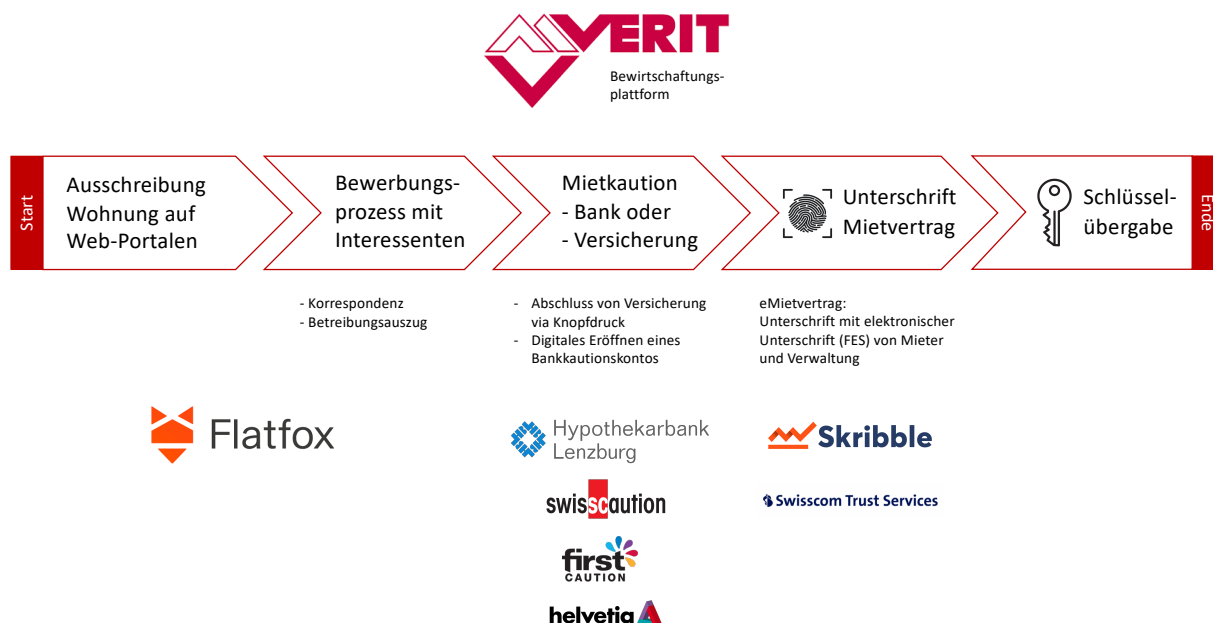 VERIT
Bewirtschaftungs-
plattform
Start
Ausschreibung
Wohnung auf
Web-Portalen
Bewerbungs-
prozess mit
Interessenten
Mietkaution
- Bank oder
- Versicherung
Unterschrift
Mietvertrag
Schlüssel-
übergabe
Ende
- Korrespondenz
- Betreibungsauszug
- Abschluss von Versicherung
via Knopfdruck
- Digitales Eröffnen eines
Bankkautionskontos
eMietvertrag:
Unterschrift mit elektronischer
Unterschrift (FES) von Mieter
und Verwaltung
Flatfox
Hypothekarbank
Lenzburg
swisscaution
first
CAUTION
helvetia
Skribble
Swisscom Trust Services